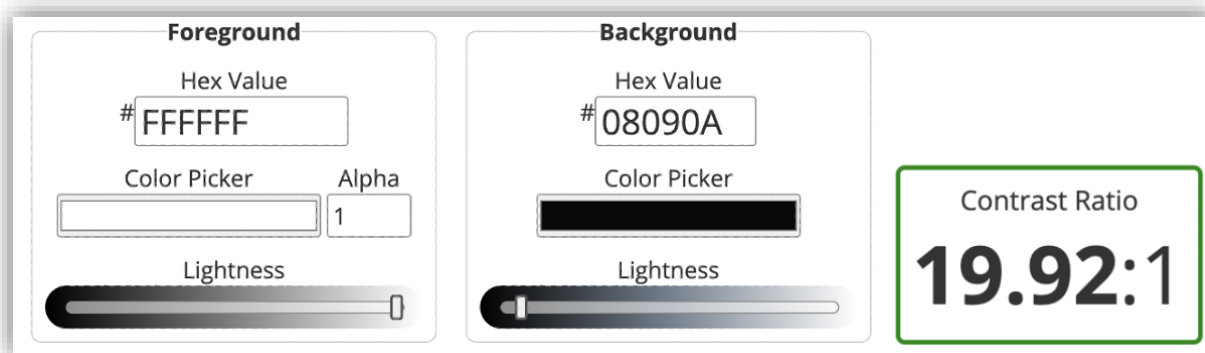 Foreground
Hex Value
# FFFFFF
Color Picker Alpha
1
Lightness
Background
Hex Value
# 08090A
Color Picker
Lightness
Contrast Ratio
19.92:1